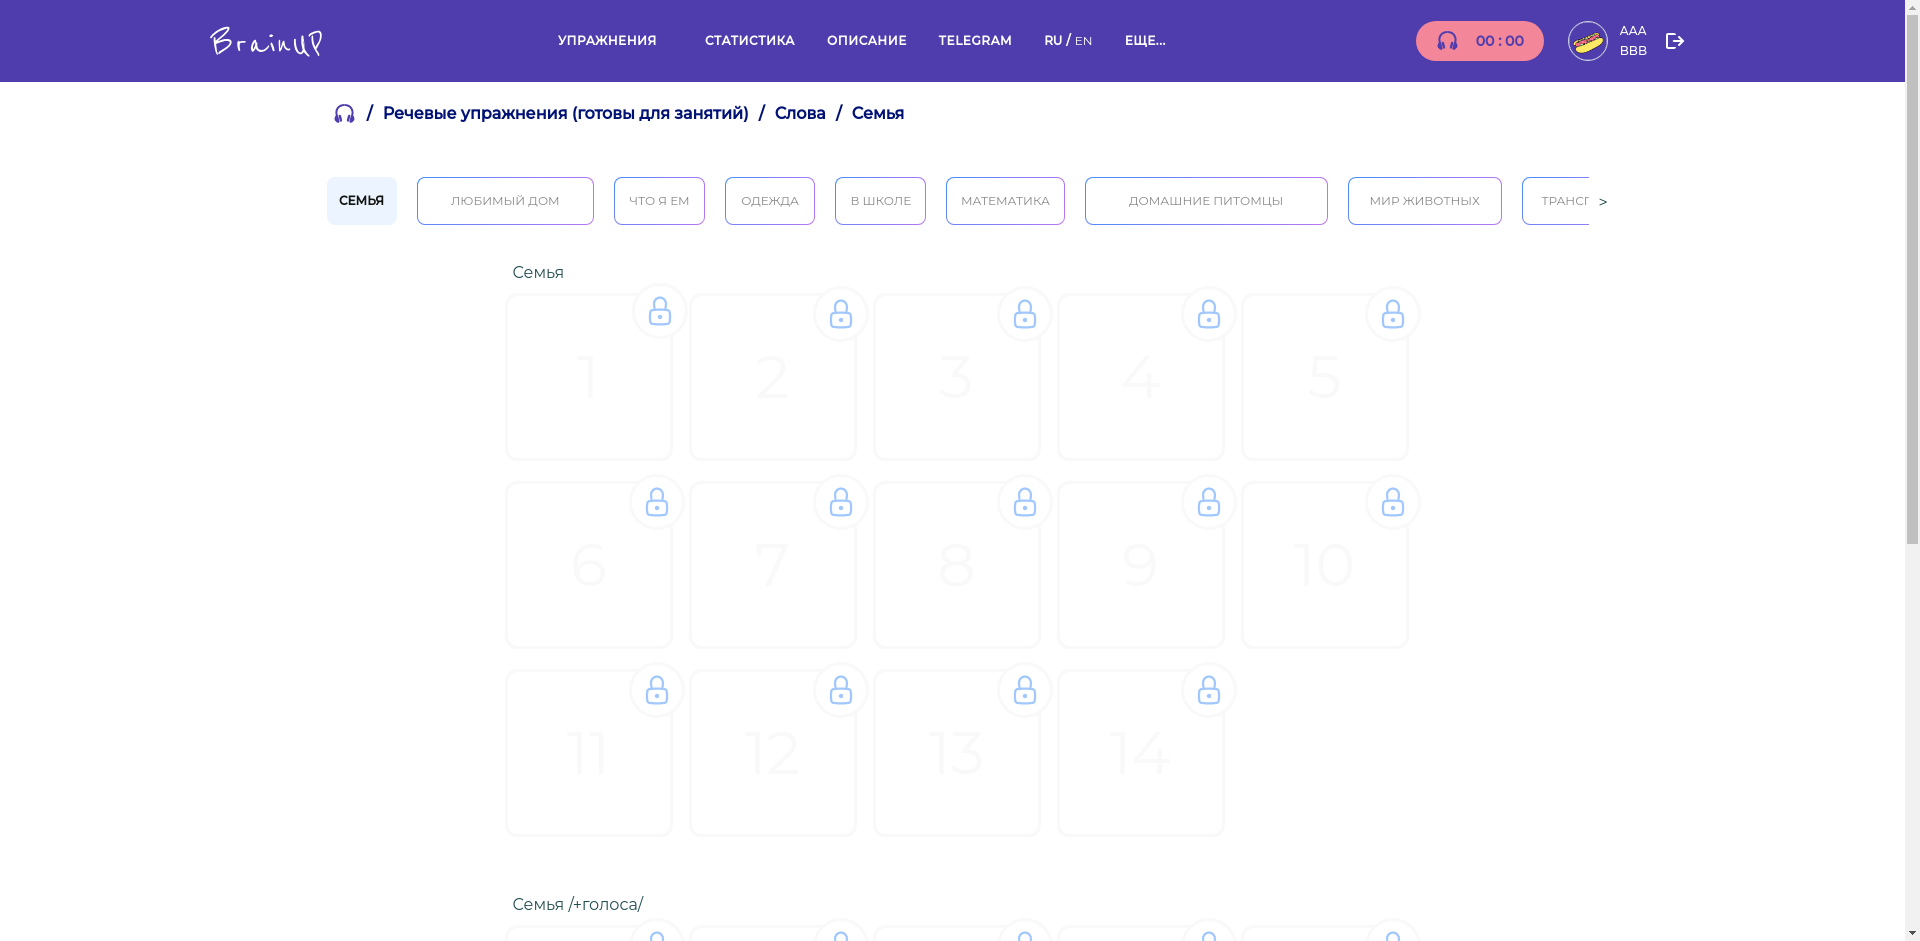 BrainUP
УПРАЖНЕНИЯ СТАТИСТИКА ОПИСАНИЕ TELEGRAM RU / EN ЕЩЕ...
00 : 00
AAA
BBB
/ Речевые упражнения (готовы для занятий) / Слова / Семья
СЕМЬЯ ЛЮБИМЫЙ ДОМ ЧТО Я ЕМ ОДЕЖДА В ШКОЛЕ МАТЕМАТИКА ДОМАШНИЕ ПИТОМЦЫ МИР ЖИВОТНЫХ >
Семья
1 2 3 4 5
6 7 8 9 10
11 12 13 14
Семья /+голоса/